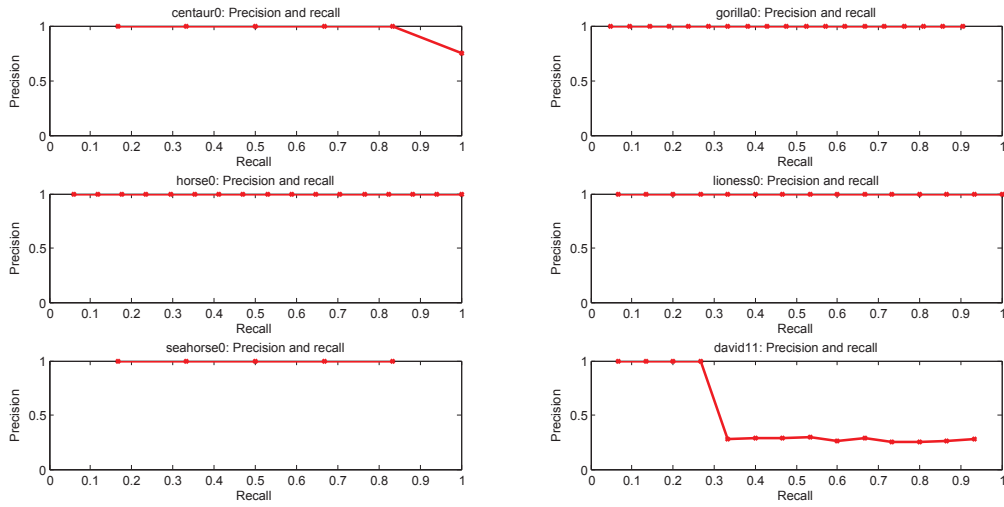 centaur0: Precision and recall
1
0.5
0
Precision
0 0.1 0.2 0.3 0.4 0.5 0.6 0.7 0.8 0.9 1
Recall
gorilla0: Precision and recall
1
0.5
0
Precision
0 0.1 0.2 0.3 0.4 0.5 0.6 0.7 0.8 0.9 1
Recall
horse0: Precision and recall
1
0.5
0
Precision
0 0.1 0.2 0.3 0.4 0.5 0.6 0.7 0.8 0.9 1
Recall
lioness0: Precision and recall
1
0.5
0
Precision
0 0.1 0.2 0.3 0.4 0.5 0.6 0.7 0.8 0.9 1
Recall
seahorse0: Precision and recall
1
0.5
0
Precision
0 0.1 0.2 0.3 0.4 0.5 0.6 0.7 0.8 0.9 1
Recall
david11: Precision and recall
1
0.5
0
Precision
0 0.1 0.2 0.3 0.4 0.5 0.6 0.7 0.8 0.9 1
Recall